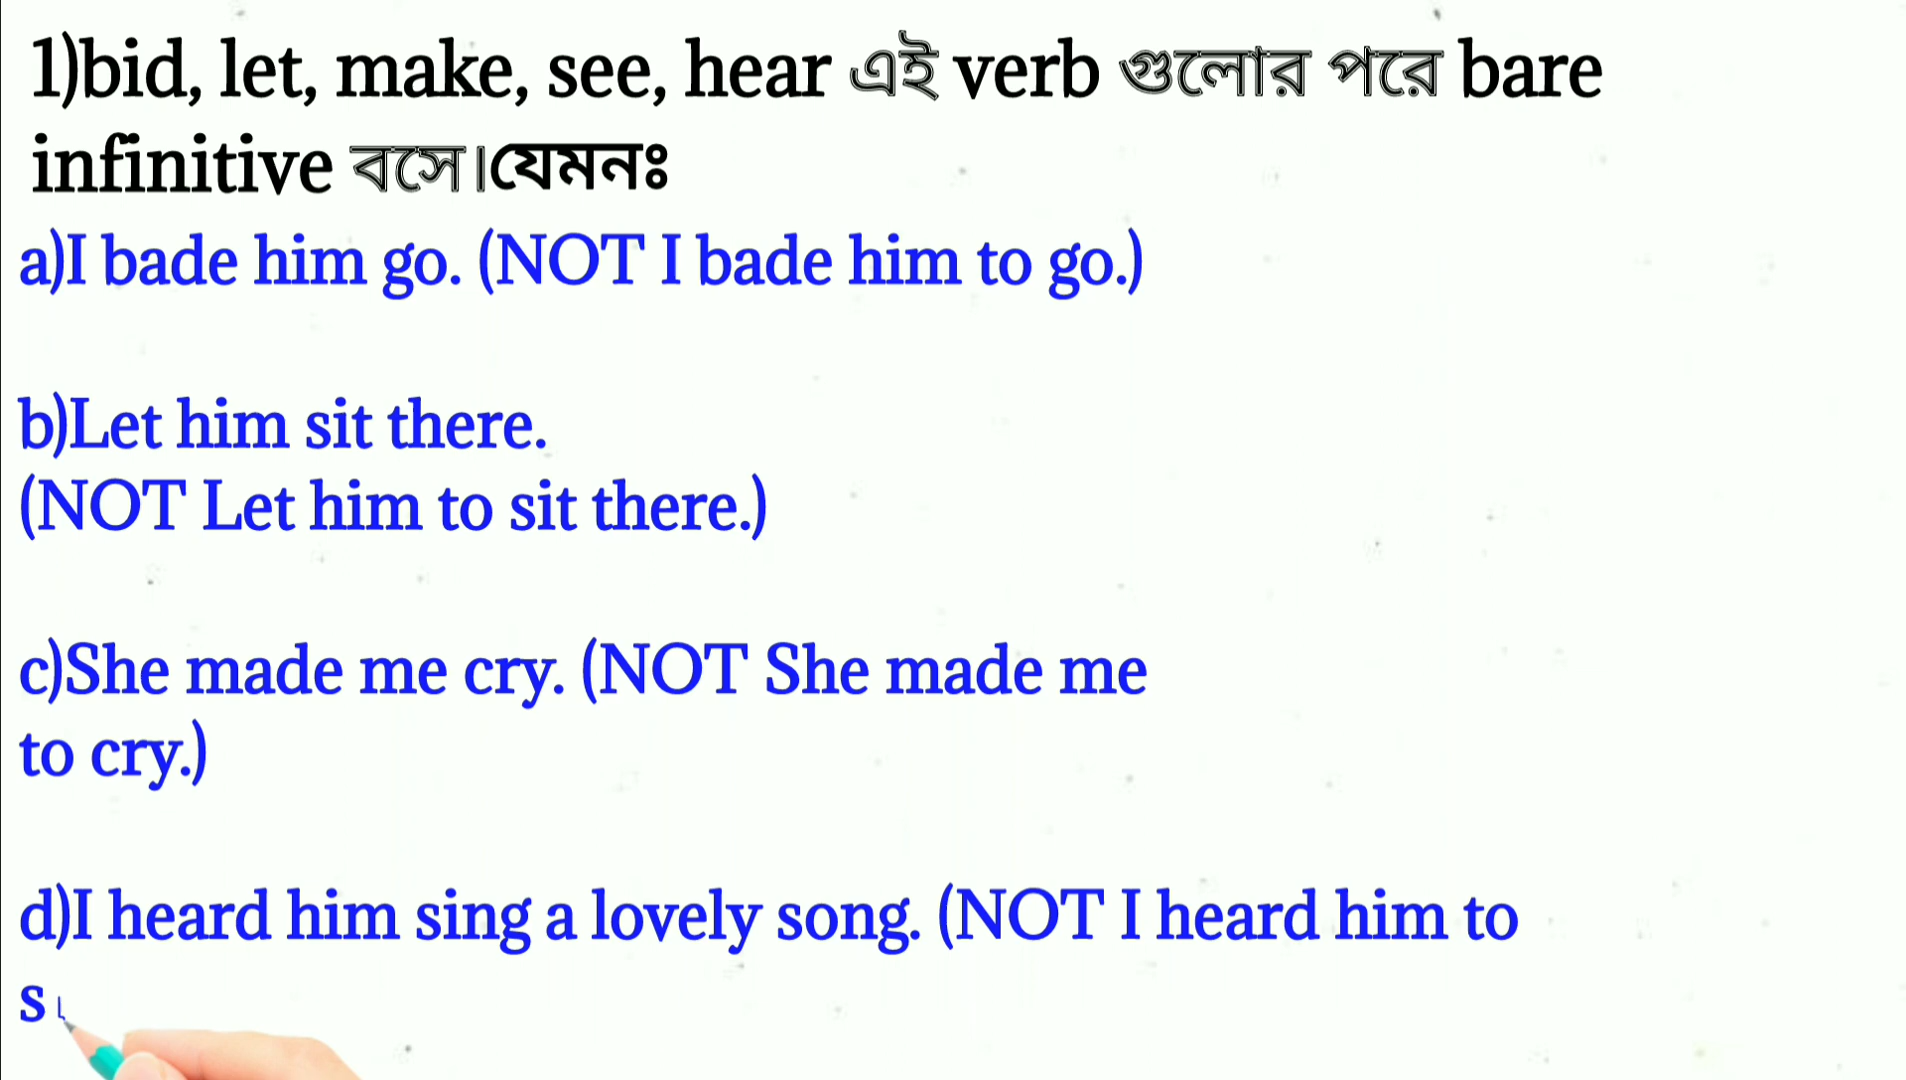 1)bid, let, make, see, hear এই verb গুলোর পরে bare
infinitive বসে।যেমনঃ
a)I bade him go. (NOT I bade him to go.)
b)Let him sit there.
(NOT Let him to sit there.)
c)She made me cry. (NOT She made me
to cry.)
d)I heard him sing a lovely song. (NOT I heard him to
s